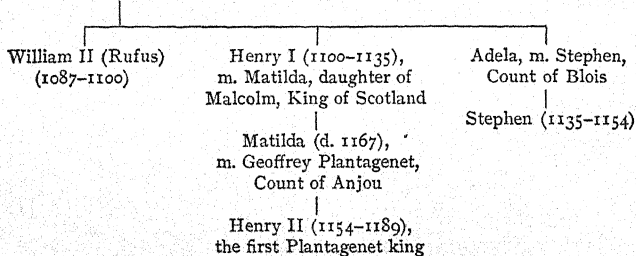 William II (Rufus)
(1087–1100)
Henry I (1100–1135),
m. Matilda, daughter of
Malcolm, King of Scotland
Matilda (d. 1167),
m. Geoffrey Plantagenet,
Count of Anjou
Henry II (1154–1189),
the first Plantagenet king
Adela, m. Stephen,
Count of Blois
Stephen (1135–1154)